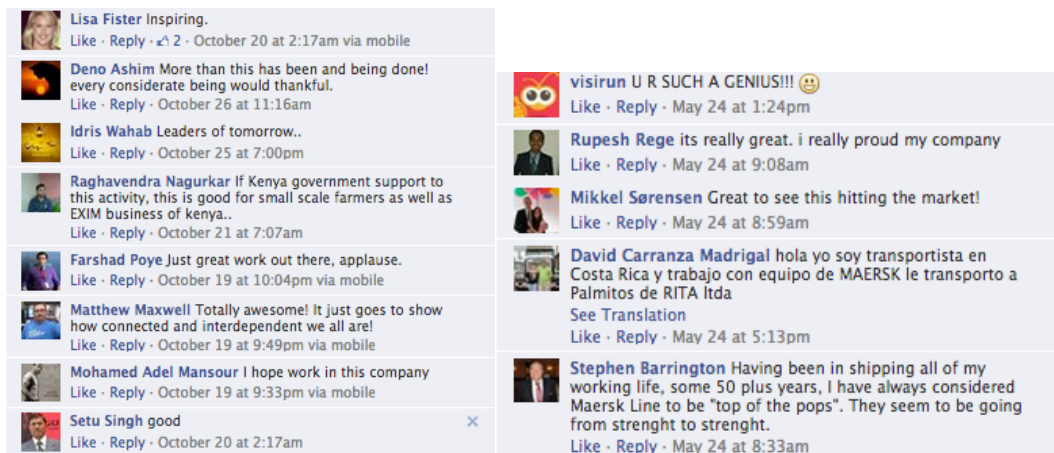 Lisa Fister Inspiring.
Like · Reply · 2 · October 20 at 2:17am via mobile
Deno Ashim More than this has been and being done!
every considerate being would thankful.
Like · Reply · October 26 at 11:16am
Idris Wahab Leaders of tomorrow..
Like · Reply · October 25 at 7:00pm
Raghavendra Nagurkar If Kenya government support to
this activity, this is good for small scale farmers as well as
EXIM business of kenya..
Like · Reply · October 21 at 7:07am
Farshad Poye Just great work out there, applause.
Like · Reply · October 19 at 10:04pm via mobile
Matthew Maxwell Totally awesome! It just goes to show
how connected and interdependent we all are!
Like · Reply · October 19 at 9:49pm via mobile
Mohamed Adel Mansour I hope work in this company
Like · Reply · October 19 at 9:33pm via mobile
Setu Singh good
Like · Reply · October 20 at 2:17am
visirun U R SUCH A GENIUS!!! 😃
Like · Reply · May 24 at 1:24pm
Rupesh Rege its really great. i really proud my company
Like · Reply · May 24 at 9:08am
Mikkel Sørensen Great to see this hitting the market!
Like · Reply · May 24 at 8:59am
David Carranza Madrigal hola yo soy transportista en
Costa Rica y trabajo con equipo de MAERSK le transporto a
Palmitos de RITA ltda
See Translation
Like · Reply · May 24 at 5:13pm
Stephen Barrington Having been in shipping all of my
working life, some 50 plus years, I have always considered
Maersk Line to be "top of the pops". They seem to be going
from strenght to strenght.
Like · Reply · May 24 at 8:33am